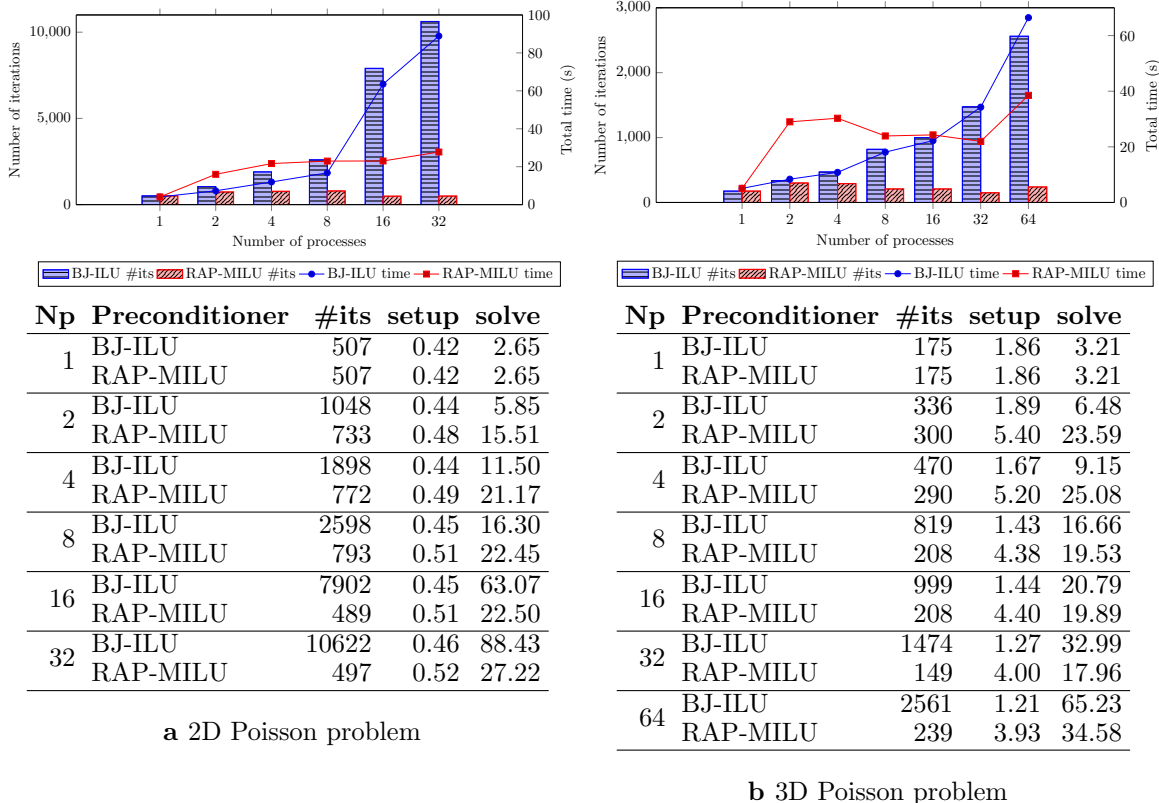 10,000
5,000
0
Number of iterations
100
80
60
40
20
0
Total time (s)
1 2 4 8 16 32
Number of processes
BJ-ILU #its RAP-MILU #its BJ-ILU time RAP-MILU time
Np Preconditioner #its setup solve
1 BJ-ILU 507 0.42 2.65
RAP-MILU 507 0.42 2.65
2 BJ-ILU 1048 0.44 5.85
RAP-MILU 733 0.48 15.51
4 BJ-ILU 1898 0.44 11.50
RAP-MILU 772 0.49 21.17
8 BJ-ILU 2598 0.45 16.30
RAP-MILU 793 0.51 22.45
16 BJ-ILU 7902 0.45 63.07
RAP-MILU 489 0.51 22.50
32 BJ-ILU 10622 0.46 88.43
RAP-MILU 497 0.52 27.22
a 2D Poisson problem
3,000
2,000
1,000
0
Number of iterations
60
40
20
0
Total time (s)
1 2 4 8 16 32 64
Number of processes
BJ-ILU #its RAP-MILU #its BJ-ILU time RAP-MILU time
Np Preconditioner #its setup solve
1 BJ-ILU 175 1.86 3.21
RAP-MILU 175 1.86 3.21
2 BJ-ILU 336 1.89 6.48
RAP-MILU 300 5.40 23.59
4 BJ-ILU 470 1.67 9.15
RAP-MILU 290 5.20 25.08
8 BJ-ILU 819 1.43 16.66
RAP-MILU 208 4.38 19.53
16 BJ-ILU 999 1.44 20.79
RAP-MILU 208 4.40 19.89
32 BJ-ILU 1474 1.27 32.99
RAP-MILU 149 4.00 17.96
64 BJ-ILU 2561 1.21 65.23
RAP-MILU 239 3.93 34.58
b 3D Poisson problem